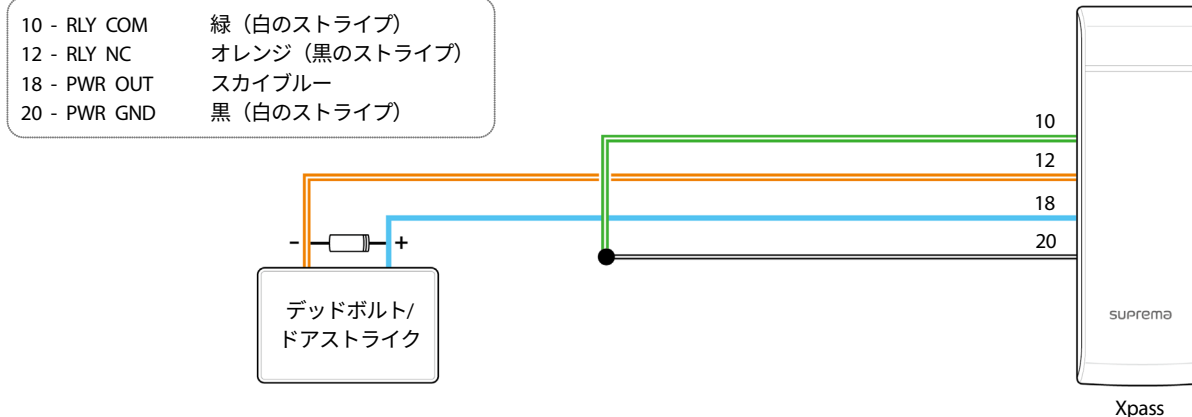 10 - RLY COM 緑（白のストライプ）
12 - RLY NC オレンジ（黒のストライプ）
18 - PWR OUT スカイブルー
20 - PWR GND 黒（白のストライプ）
10
12
18
20
- +
デッドボルト/
ドアストライク
suprema
Xpass